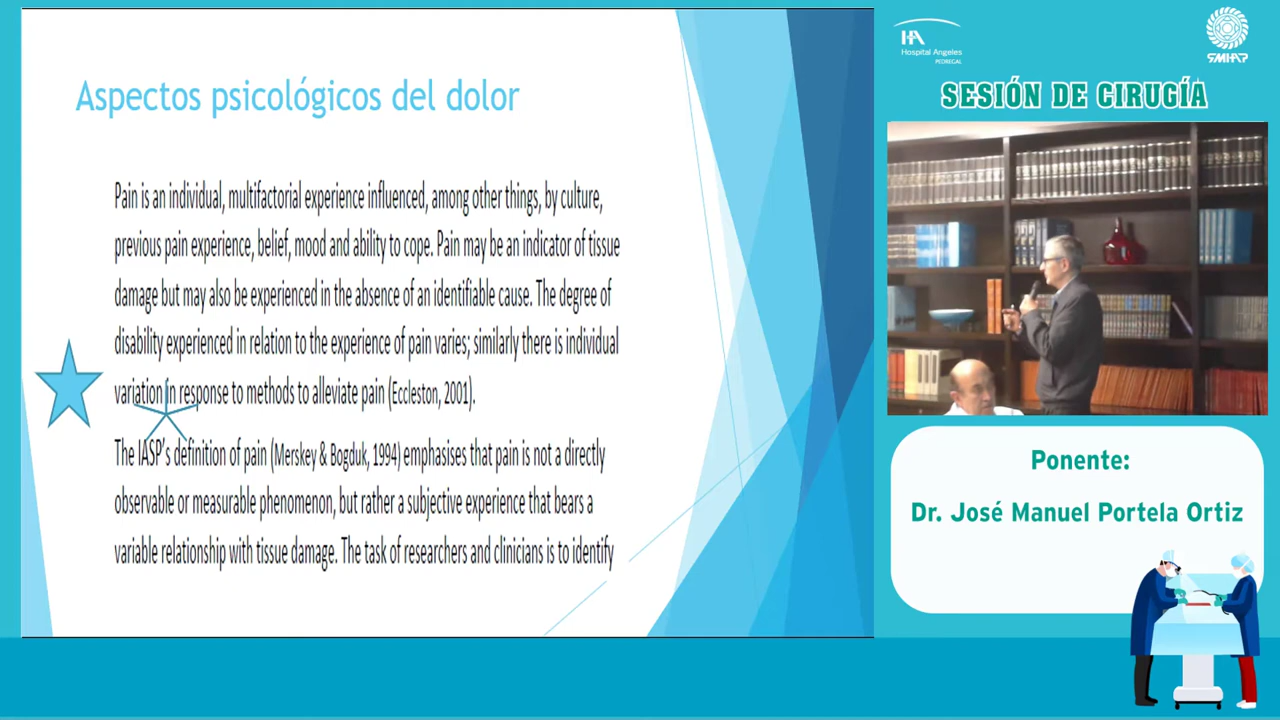 Aspectos psicológicos del dolor
Pain is an individual, multifactorial experience influenced, among other things, by culture,
previous pain experience, belief, mood and ability to cope. Pain may be an indicator of tissue
damage but may also be experienced in the absence of an identifiable cause. The degree of
disability experienced in relation to the experience of pain varies; similarly there is individual
variation in response to methods to alleviate pain (Eccleston, 2001).
The IASP's definition of pain (Merskey & Bogduk, 1994) emphasises that pain is not a directly
observable or measurable phenomenon, but rather a subjective experience that bears a
variable relationship with tissue damage. The task of researchers and clinicians is to identify
HA
Hospital Angeles
PEDREGAL
SMHAP
SESIÓN DE CIRUGÍA
Ponente:
Dr. José Manuel Portela Ortiz